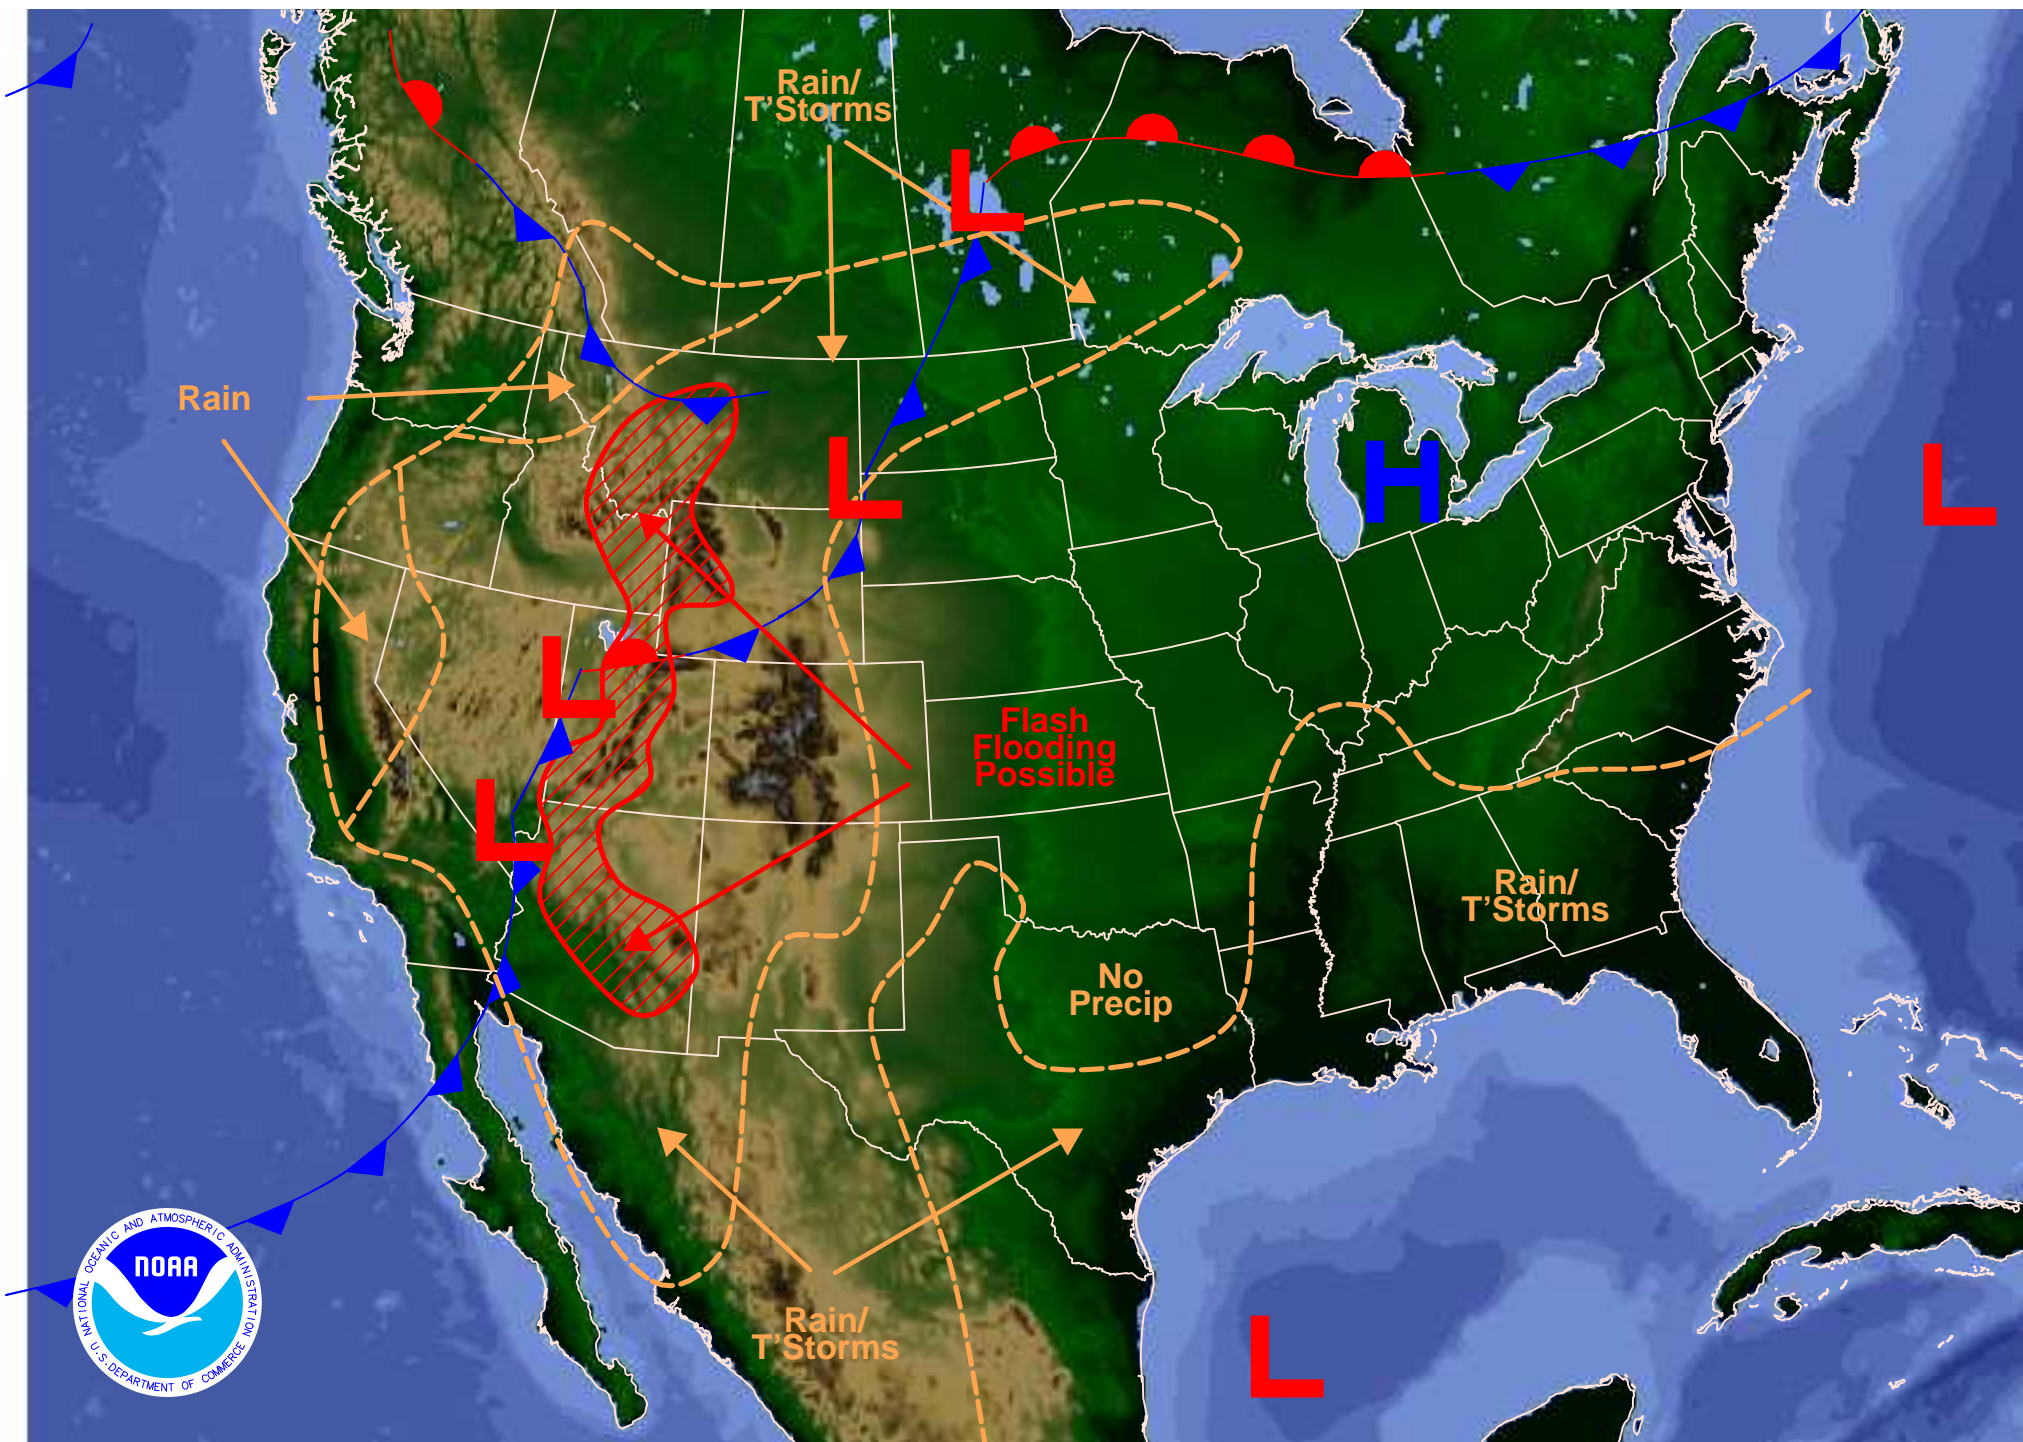 Rain/
T'Storms
L
Rain
H
L
L
L
Flash
Flooding
Possible
L
Rain/
T'Storms
No
Precip
NATIONAL OCEANIC AND ATMOSPHERIC ADMINISTRATION
NOAA
U.S. DEPARTMENT OF COMMERCE
Rain/
T'Storms
L